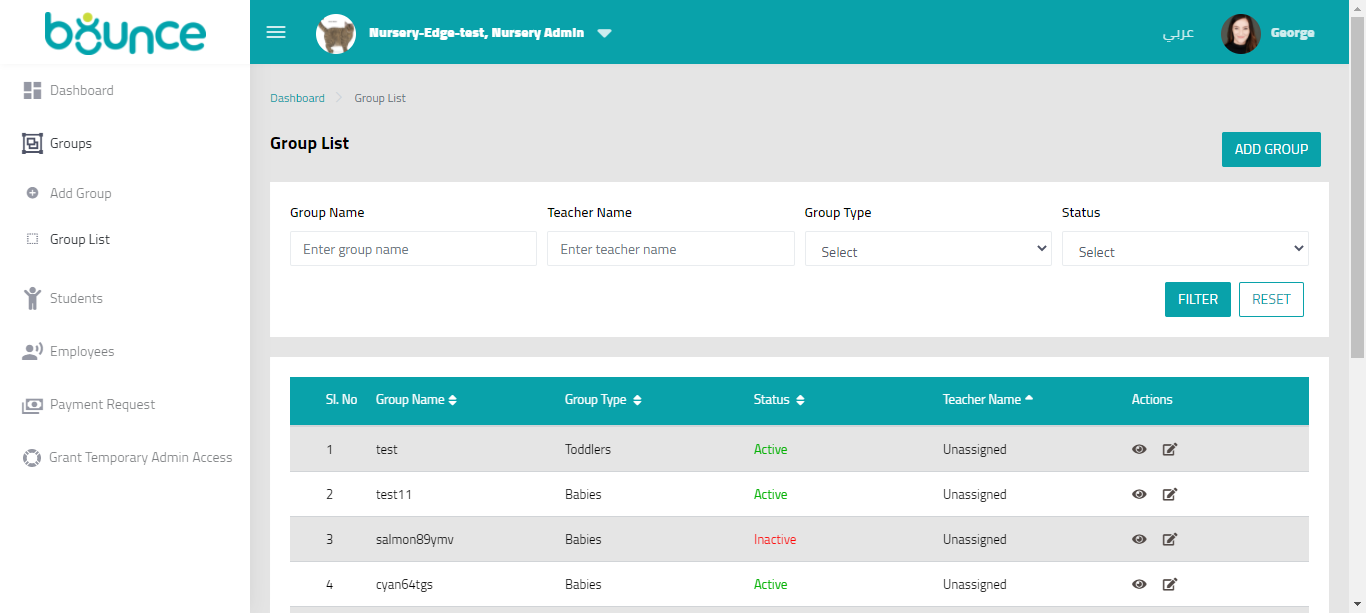 bounce
Nursery-Edge-test, Nursery Admin
عربي
George
Dashboard
Groups
Add Group
Group List
Students
Employees
Payment Request
Grant Temporary Admin Access
Dashboard > Group List
Group List
ADD GROUP
Group Name Teacher Name Group Type Status
Enter group name Enter teacher name Select Select
FILTER RESET
Sl. No Group Name Group Type Status Teacher Name Actions
1 test Toddlers Active Unassigned
2 test11 Babies Active Unassigned
3 salmon89ymv Babies Inactive Unassigned
4 cyan64tgs Babies Active Unassigned